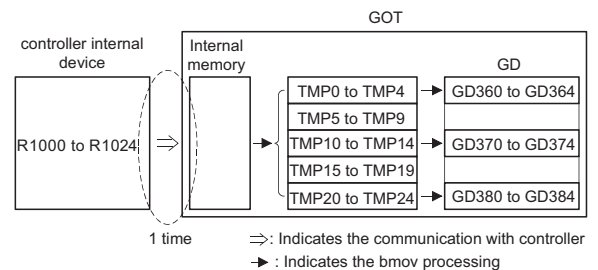 GOT
controller internal
device
Internal
memory
GD
R1000 to R1024
⇒
TMP0 to TMP4
GD360 to GD364
TMP5 to TMP9
TMP10 to TMP14
GD370 to GD374
TMP15 to TMP19
TMP20 to TMP24
GD380 to GD384
1 time
⇒: Indicates the communication with controller
➔ : Indicates the bmov processing